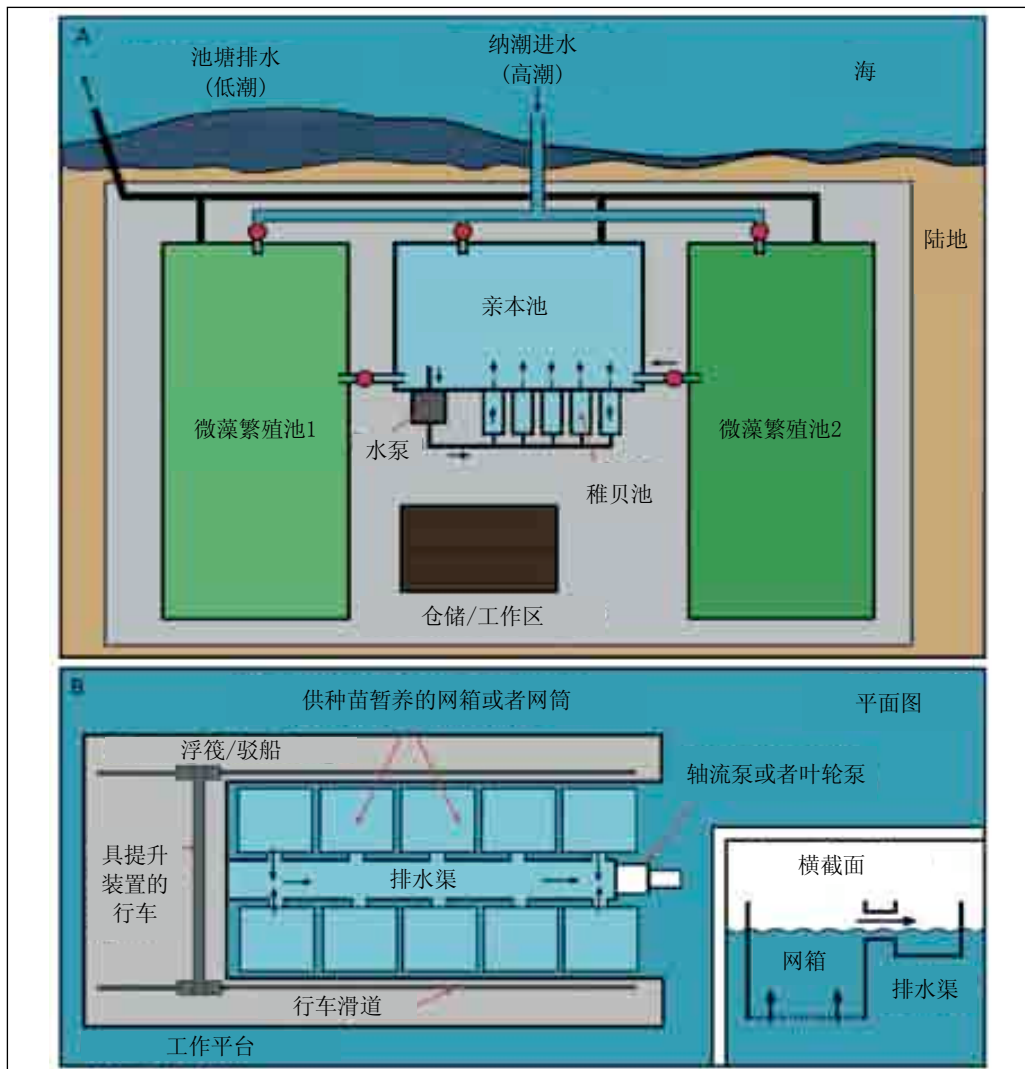 A
池塘排水
(低潮)
纳潮进水
(高潮)
海
陆地
亲本池
微藻繁殖池1
水泵
微藻繁殖池2
稚贝池
仓储/工作区
B
供种苗暂养的网箱或者网筒
平面图
浮筏/驳船
轴流泵或者叶轮泵
具提升
装置的
行车
排水渠
横截面
网箱
排水渠
行车滑道
工作平台